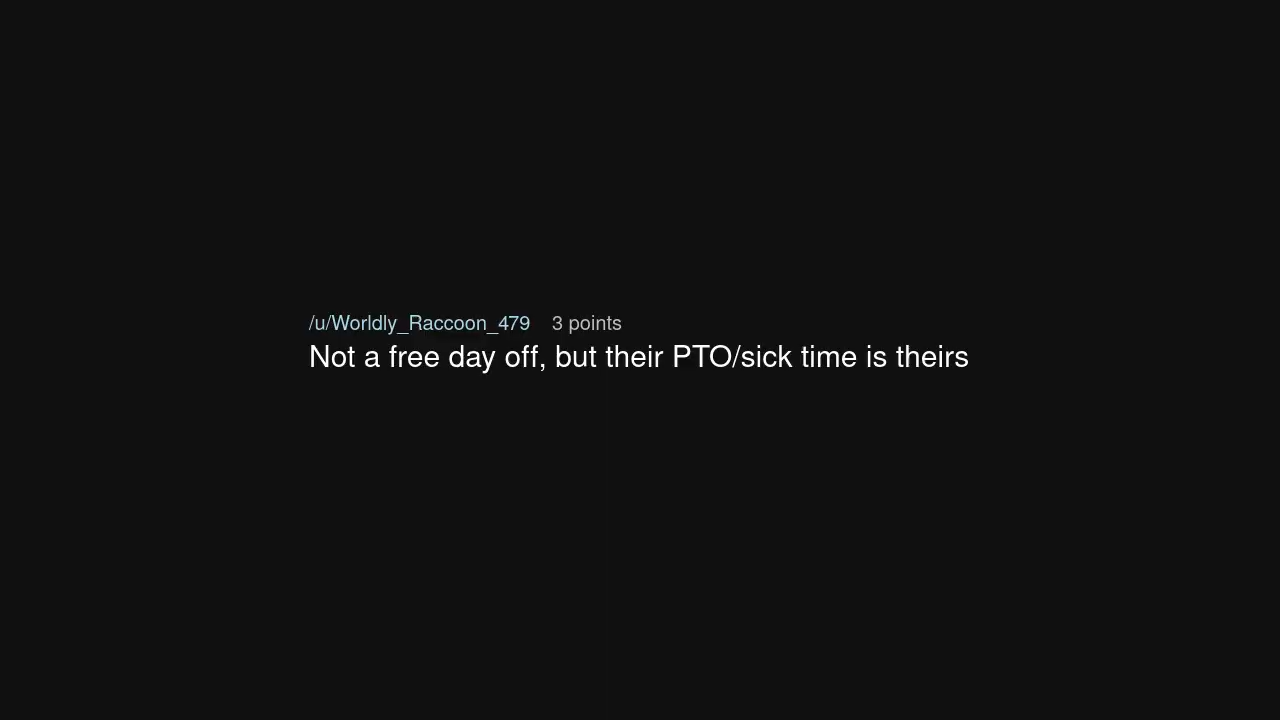 /u/Worldly_Raccoon_479 3 points
Not a free day off, but their PTO/sick time is theirs